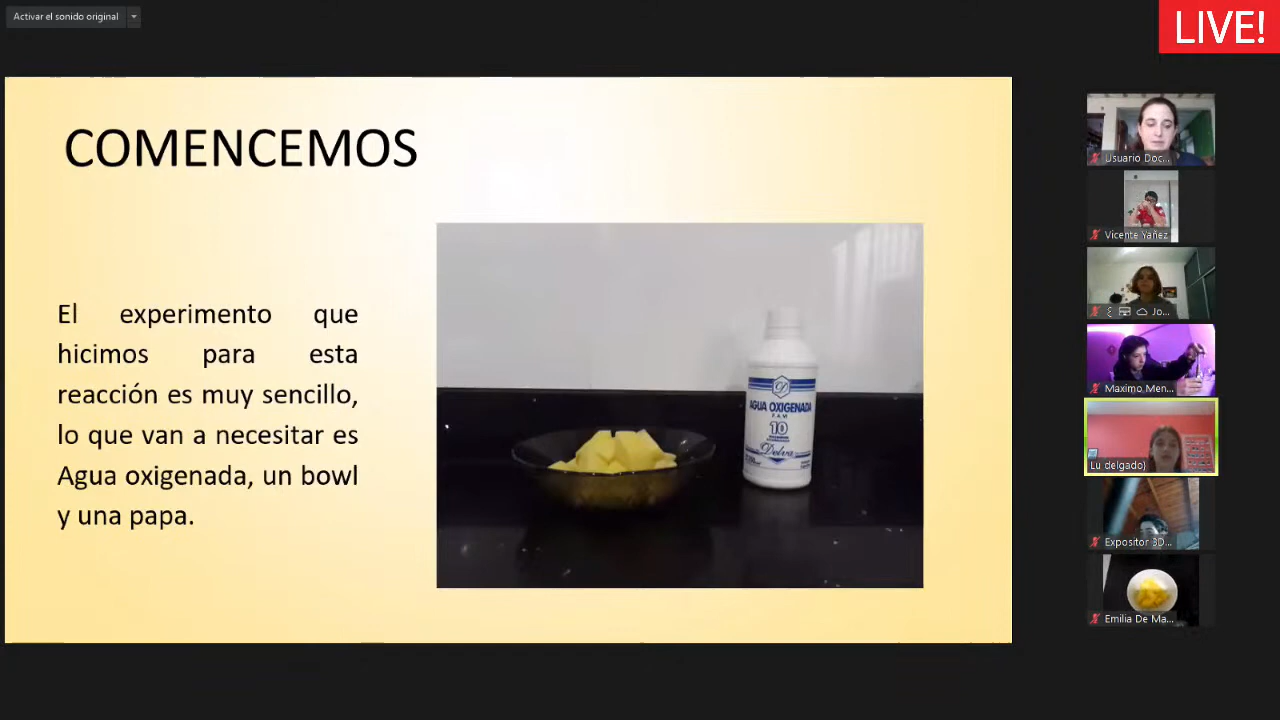 Activar el sonido original
LIVE!
COMENCEMOS
El experimento que
hicimos para esta
reacción es muy sencillo,
lo que van a necesitar es
Agua oxigenada, un bowl
y una papa.
AGUA OXIGENADA
10
Delva
Usuario Doc...
Vicente Yañez
Jo...
Maximo Men...
Lu delgado)
Expositor 3D...
Emilia De Ma...